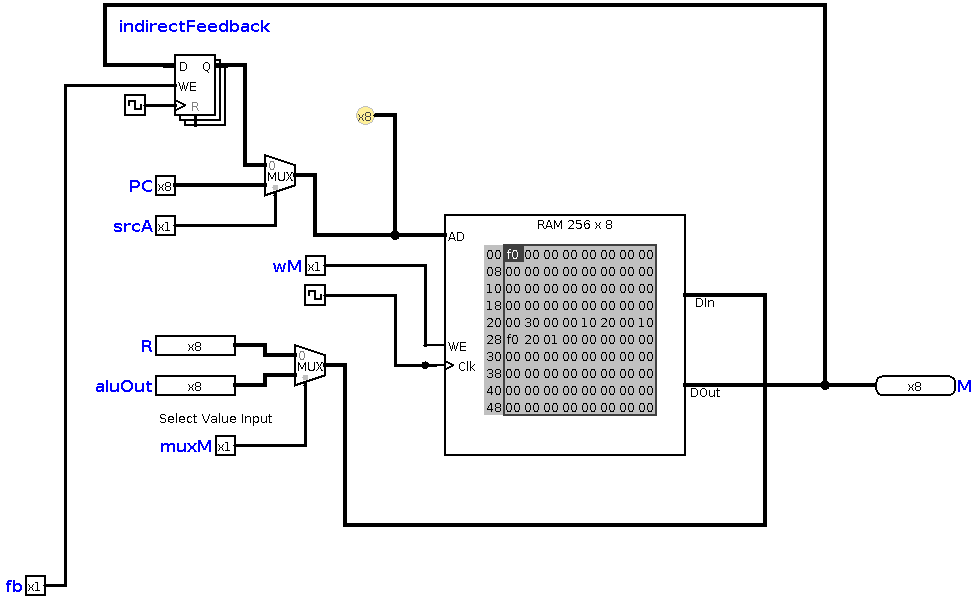 indirectFeedback
D Q
WE
R
x8
0
MUX
PC x8
srcA x1
RAM 256 x 8
AD
wM x1
00 f0 00 00 00 00 00 00 00
08 00 00 00 00 00 00 00 00
10 00 00 00 00 00 00 00 00
18 00 00 00 00 00 00 00 00
20 00 30 00 00 10 20 00 10
28 f0 20 01 00 00 00 00 00
30 00 00 00 00 00 00 00 00
38 00 00 00 00 00 00 00 00
40 00 00 00 00 00 00 00 00
48 00 00 00 00 00 00 00 00
DIn
WE
Clk
R x8
0
MUX
aluOut x8
DOut
x8 M
Select Value Input
muxM x1
fb x1